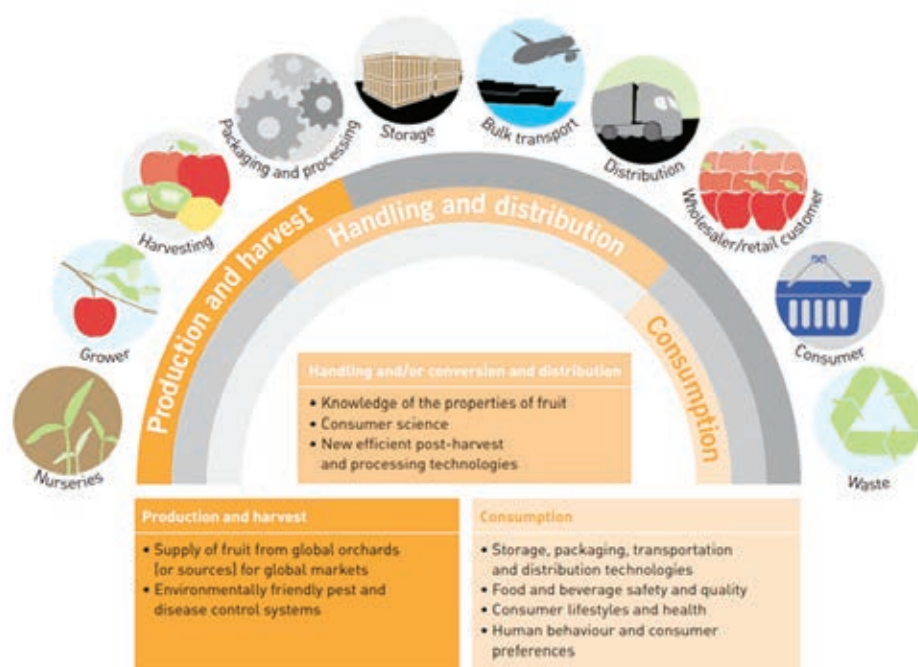 Nurseries
Grower
Harvesting
Packaging and processing
Storage
Bulk transport
Distribution
Wholesaler/retail customer
Consumer
Waste
Production and harvest
Handling and distribution
Consumption
Handling and/or conversion and distribution
• Knowledge of the properties of fruit
• Consumer science
• New efficient post-harvest
and processing technologies
Production and harvest
• Supply of fruit from global orchards
(or sources) for global markets
• Environmentally friendly pest and
disease control systems
Consumption
• Storage, packaging, transportation
and distribution technologies
• Food and beverage safety and quality
• Consumer lifestyles and health
• Human behaviour and consumer
preferences